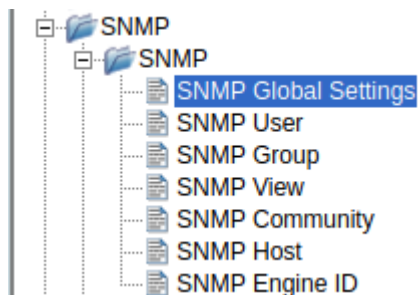 SNMP
SNMP
SNMP Global Settings
SNMP User
SNMP Group
SNMP View
SNMP Community
SNMP Host
SNMP Engine ID